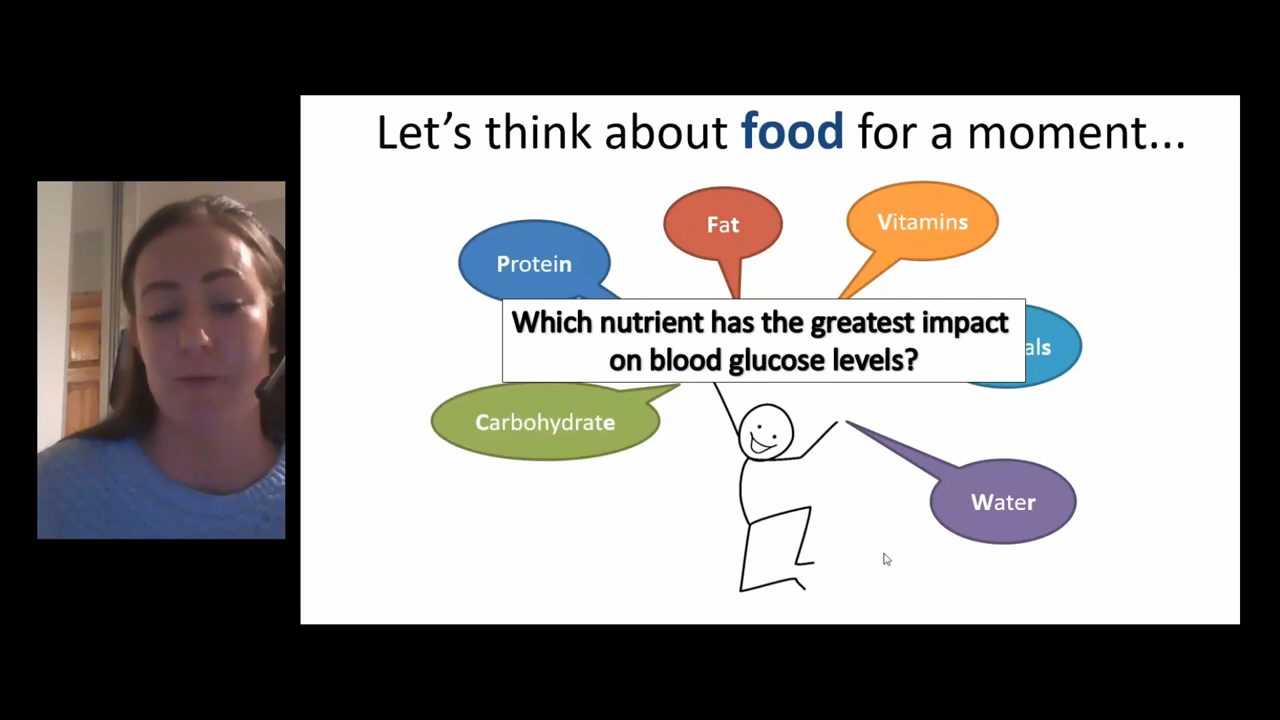 Let's think about food for a moment...
Fat
Vitamins
Protein
Which nutrient has the greatest impact
on blood glucose levels?
als
Carbohydrate
Water